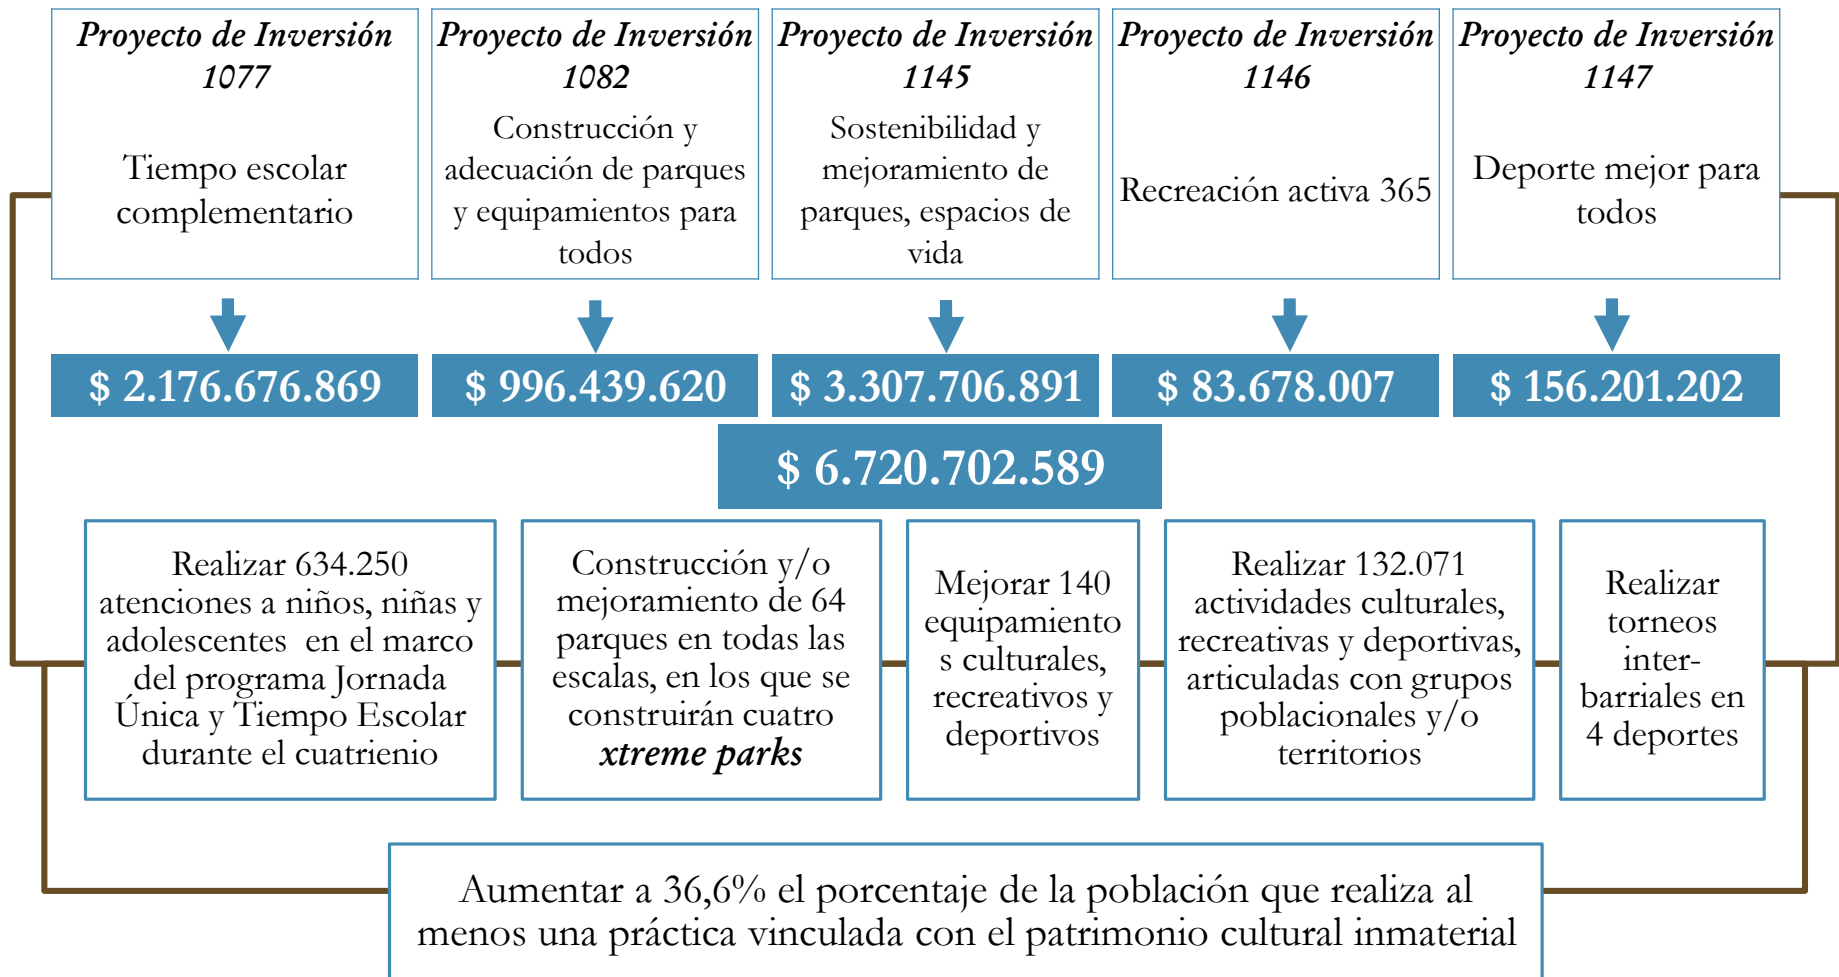 Proyecto de Inversión
1077
Tiempo escolar
complementario
Proyecto de Inversión
1082
Construcción y
adecuación de parques
y equipamientos para
todos
Proyecto de Inversión
1145
Sostenibilidad y
mejoramiento de
parques, espacios de
vida
Proyecto de Inversión
1146
Recreación activa 365
Proyecto de Inversión
1147
Deporte mejor para
todos
$ 2.176.676.869
$ 996.439.620
$ 3.307.706.891
$ 83.678.007
$ 156.201.202
$ 6.720.702.589
Realizar 634.250
atenciones a niños, niñas y
adolescentes en el marco
del programa Jornada
Única y Tiempo Escolar
durante el cuatrienio
Construcción y/o
mejoramiento de 64
parques en todas las
escalas, en los que se
construirán cuatro
xtreme parks
Mejorar 140
equipamiento
s culturales,
recreativos y
deportivos
Realizar 132.071
actividades culturales,
recreativas y deportivas,
articuladas con grupos
poblacionales y/o
territorios
Realizar
torneos
inter-
barriales en
4 deportes
Aumentar a 36,6% el porcentaje de la población que realiza al
menos una práctica vinculada con el patrimonio cultural inmaterial